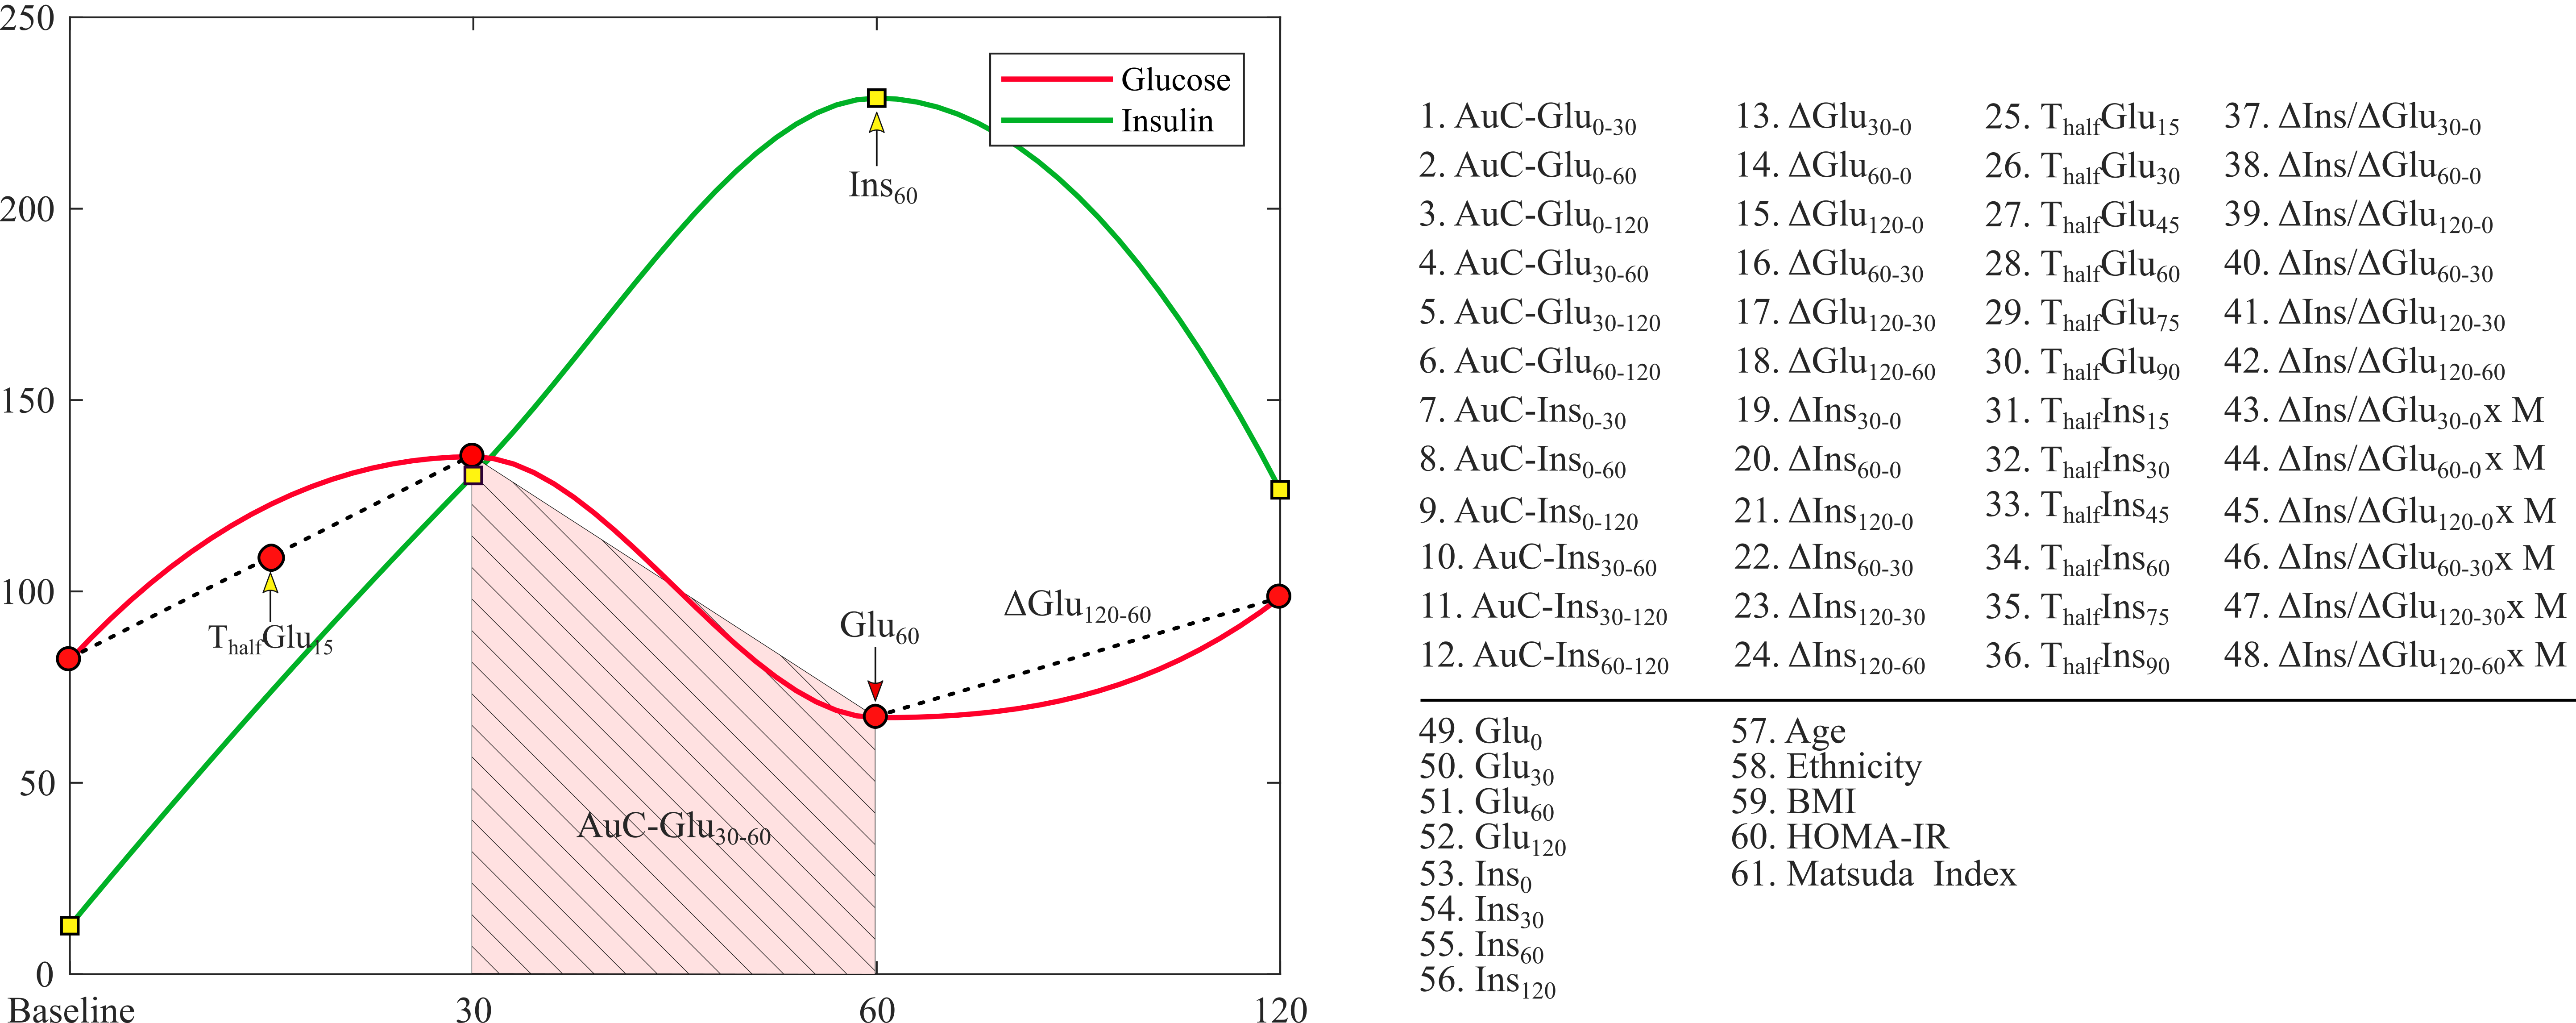 250
200
150
100
50
0
Baseline
30
60
120
Glucose
Insulin
Ins60
ThalfGlu15
Glu60
ΔGlu120-60
AuC-Glu30-60
1. AuC-Glu0-30
2. AuC-Glu0-60
3. AuC-Glu0-120
4. AuC-Glu30-60
5. AuC-Glu30-120
6. AuC-Glu60-120
7. AuC-Ins0-30
8. AuC-Ins0-60
9. AuC-Ins0-120
10. AuC-Ins30-60
11. AuC-Ins30-120
12. AuC-Ins60-120
13. ΔGlu30-0
14. ΔGlu60-0
15. ΔGlu120-0
16. ΔGlu60-30
17. ΔGlu120-30
18. ΔGlu120-60
19. ΔIns30-0
20. ΔIns60-0
21. ΔIns120-0
22. ΔIns60-30
23. ΔIns120-30
24. ΔIns120-60
25. ThalfGlu15
26. ThalfGlu30
27. ThalfGlu45
28. ThalfGlu60
29. ThalfGlu75
30. ThalfGlu90
31. ThalfIns15
32. ThalfIns30
33. ThalfIns45
34. ThalfIns60
35. ThalfIns75
36. ThalfIns90
37. ΔIns/ΔGlu30-0
38. ΔIns/ΔGlu60-0
39. ΔIns/ΔGlu120-0
40. ΔIns/ΔGlu60-30
41. ΔIns/ΔGlu120-30
42. ΔIns/ΔGlu120-60
43. ΔIns/ΔGlu30-0x M
44. ΔIns/ΔGlu60-0x M
45. ΔIns/ΔGlu120-0x M
46. ΔIns/ΔGlu60-30x M
47. ΔIns/ΔGlu120-30x M
48. ΔIns/ΔGlu120-60x M
49. Glu0
50. Glu30
51. Glu60
52. Glu120
53. Ins0
54. Ins30
55. Ins60
56. Ins120
57. Age
58. Ethnicity
59. BMI
60. HOMA-IR
61. Matsuda Index